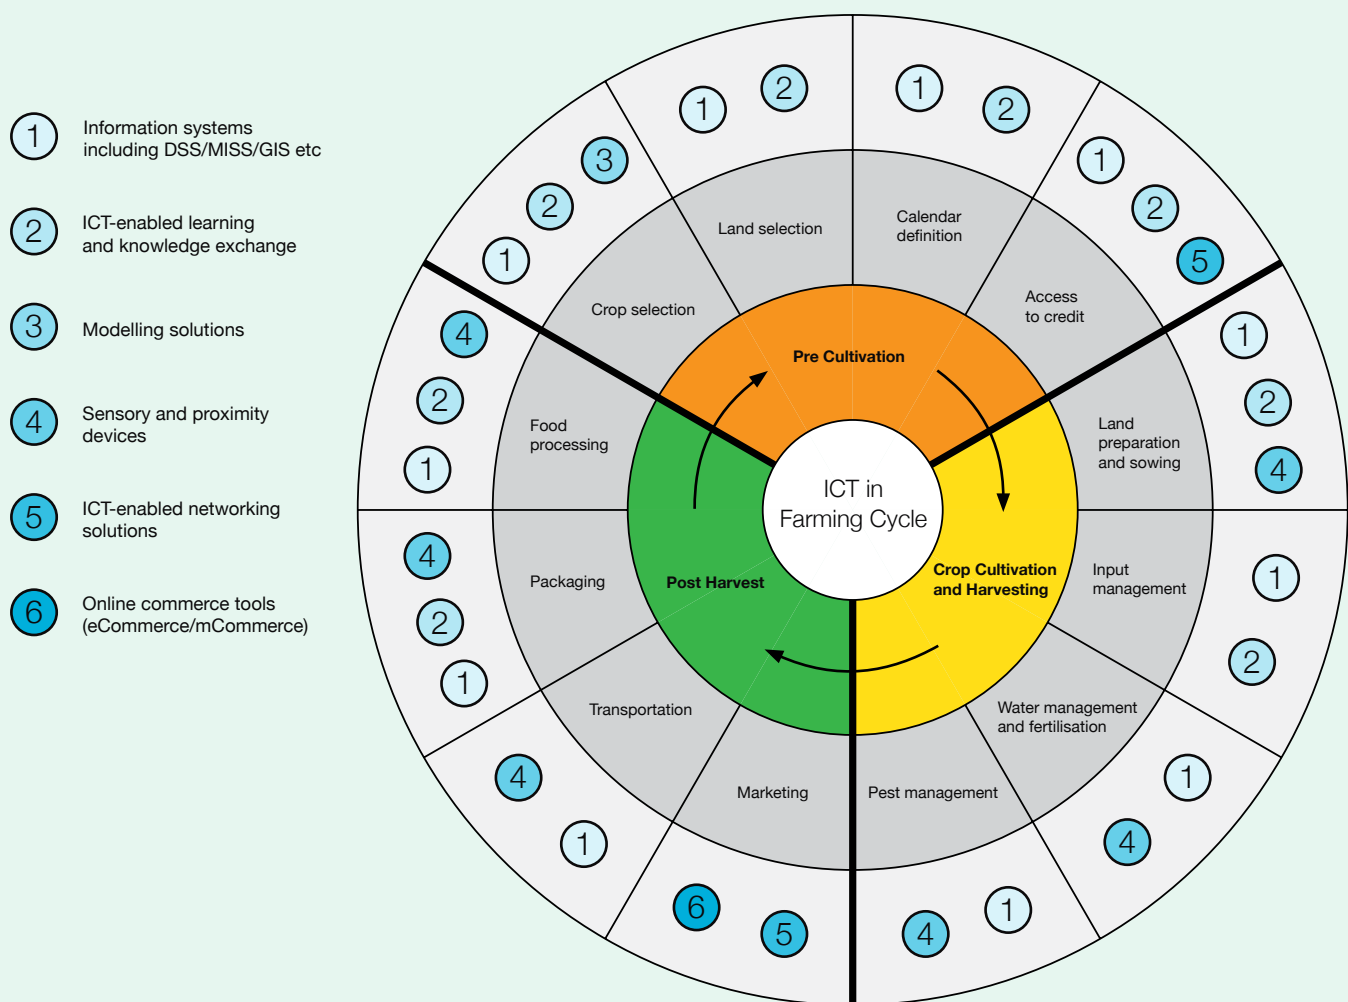 1
Information systems
including DSS/MISS/GIS etc
2
ICT-enabled learning
and knowledge exchange
3
Modelling solutions
4
Sensory and proximity
devices
5
ICT-enabled networking
solutions
6
Online commerce tools
(eCommerce/mCommerce)
ICT in
Farming Cycle
Pre Cultivation
Crop selection
1
2
3
Land selection
1
2
Calendar
definition
1
2
Access
to credit
1
2
5
Crop Cultivation
and Harvesting
Land
preparation
and sowing
1
2
4
Input
management
1
2
Water management
and fertilisation
1
4
Pest management
1
4
Post Harvest
Marketing
5
6
Transportation
1
4
Packaging
1
2
4
Food
processing
1
2
4